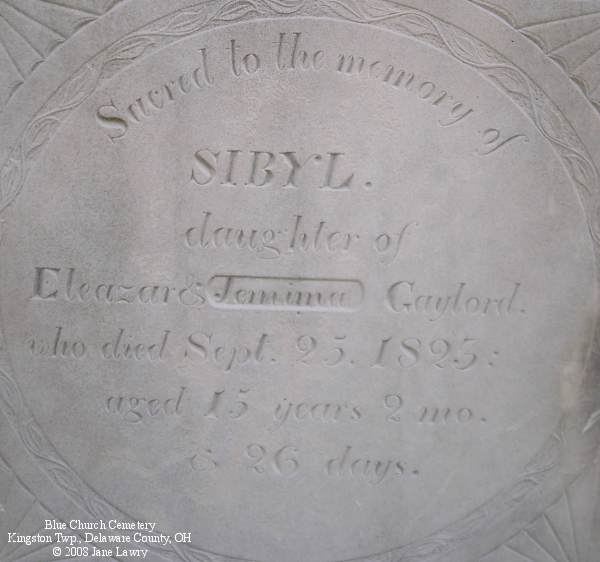 Sacred to the memory of
SIBYL.
daughter of
Eleazar & Jemima Gaylord.
who died Sept. 25. 1825:
aged 15 years 2 mo.
& 26 days.
Blue Church Cemetery
Kingston Twp., Delaware County, OH
© 2008 Jane Lawry